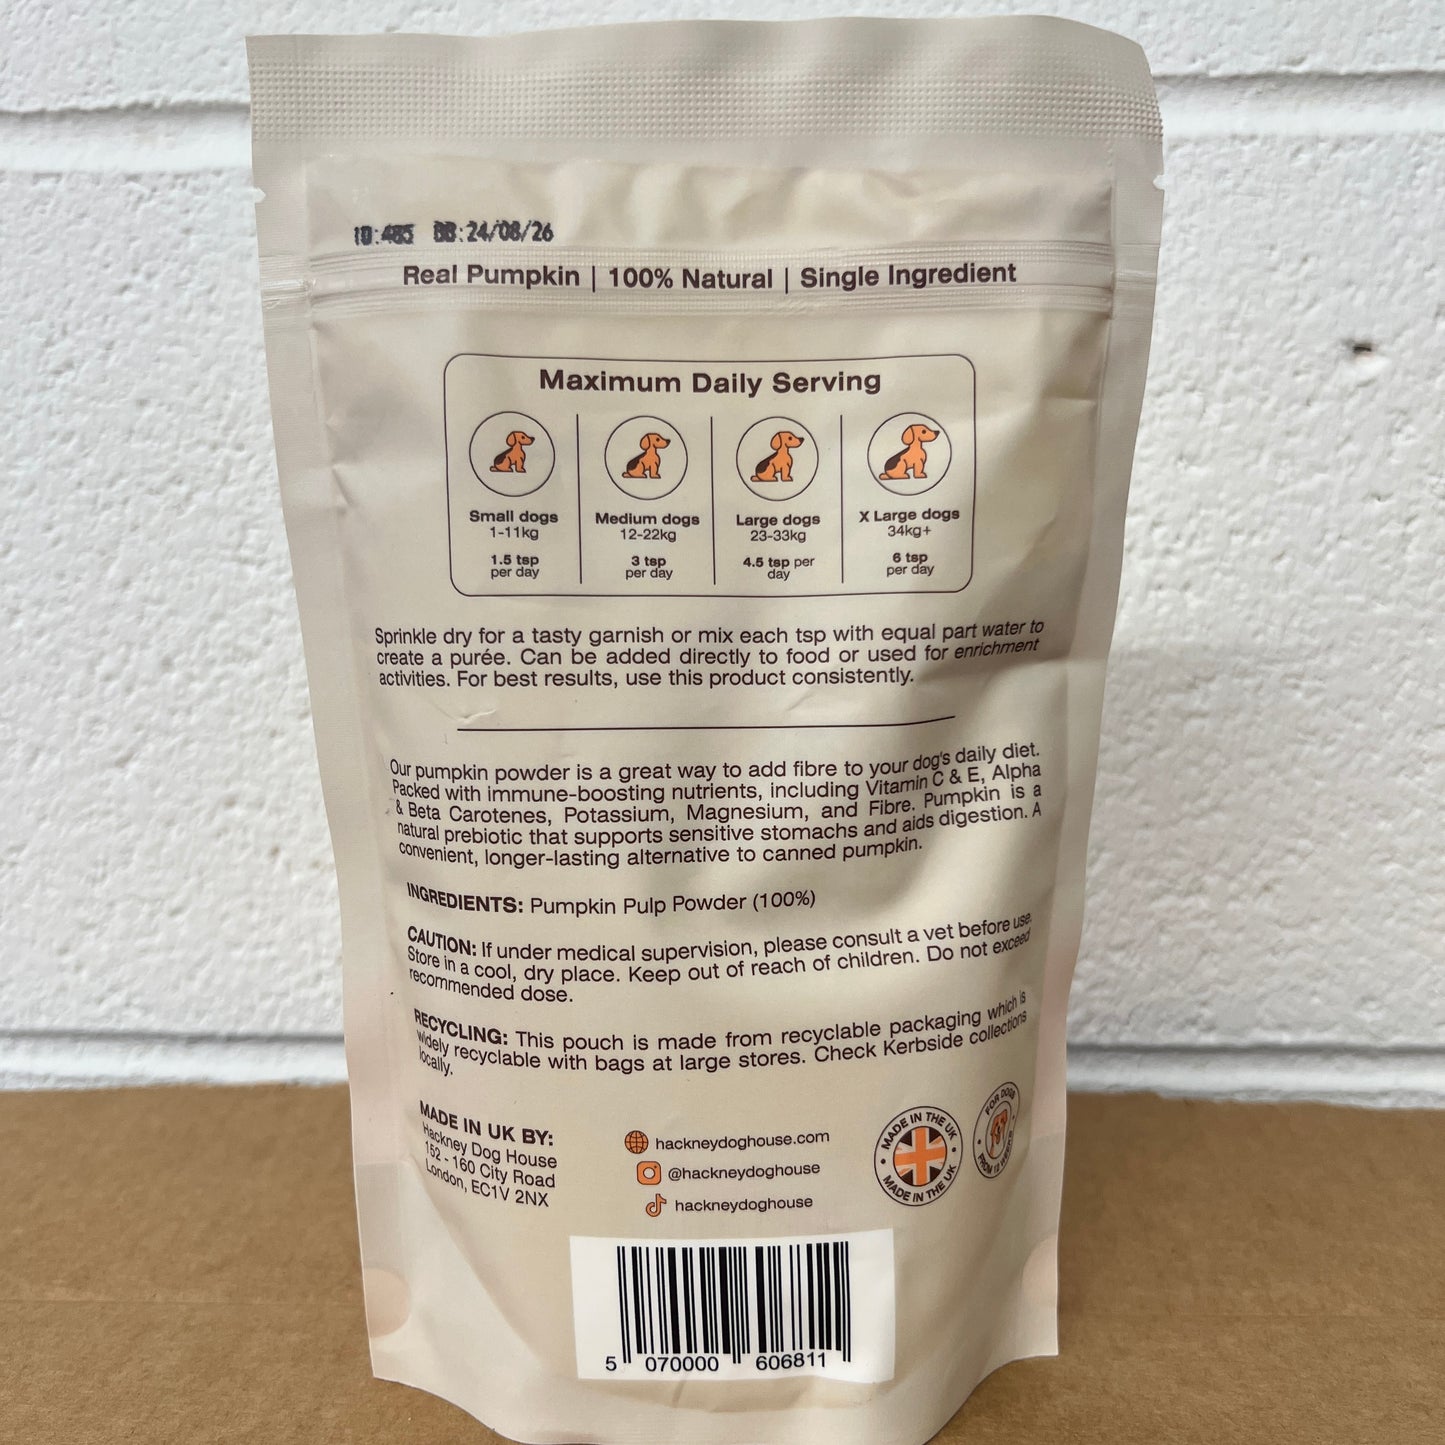 ID:485 BB:24/08/26
Real Pumpkin | 100% Natural | Single Ingredient
Maximum Daily Serving
Small dogs
1-11kg
1.5 tsp
per day
Medium dogs
12-22kg
3 tsp
per day
Large dogs
23-33kg
4.5 tsp per
day
X Large dogs
34kg+
6 tsp
per day
Sprinkle dry for a tasty garnish or mix each tsp with equal part water to
create a purée. Can be added directly to food or used for enrichment
activities. For best results, use this product consistently.
Our pumpkin powder is a great way to add fibre to your dog's daily diet.
Packed with immune-boosting nutrients, including Vitamin C & E, Alpha
& Beta Carotenes, Potassium, Magnesium, and Fibre. Pumpkin is a
natural prebiotic that supports sensitive stomachs and aids digestion. A
convenient, longer-lasting alternative to canned pumpkin.
INGREDIENTS: Pumpkin Pulp Powder (100%)
CAUTION: If under medical supervision, please consult a vet before use.
Store in a cool, dry place. Keep out of reach of children. Do not exceed
recommended dose.
RECYCLING: This pouch is made from recyclable packaging which is
widely recyclable with bags at large stores. Check Kerbside collections
locally.
MADE IN UK BY:
Hackney Dog House
152 - 160 City Road
London, EC1V 2NX
hackneydoghouse.com
@hackneydoghouse
hackneydoghouse
MADE IN THE UK
MADE IN THE UK
FOR DOGS
FROM 12 WEEKS
5 070000 606811